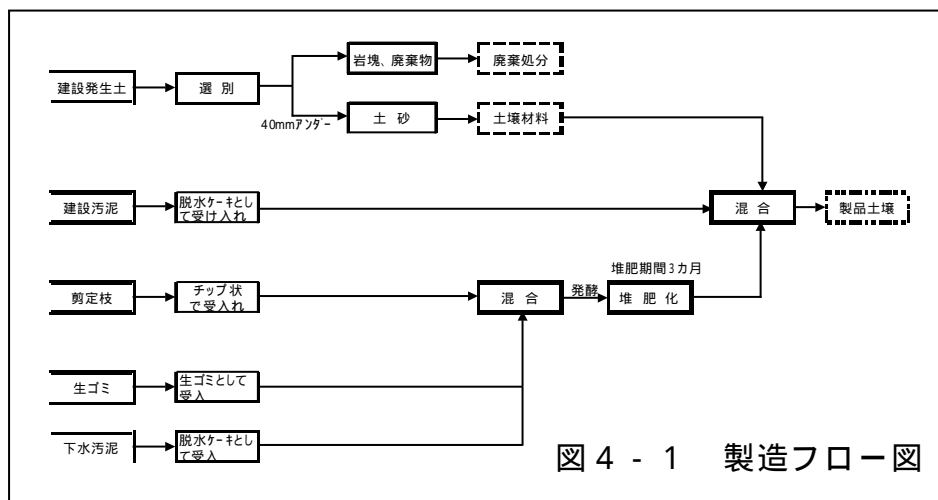 岩塊、廃棄物
廃棄処分
建設発生土
選 別
40mmアンダー
土 砂
土壌材料
建設汚泥
脱水ケーキとし
て受け入れ
混 合
製品土壌
堆肥期間3カ月
剪定枝
チップ状
で受入れ
混 合
発酵
堆 肥 化
生ゴミ
生ゴミとして
受入
下水汚泥
脱水ケーキとし
て受入
図4-1 製造フロー図